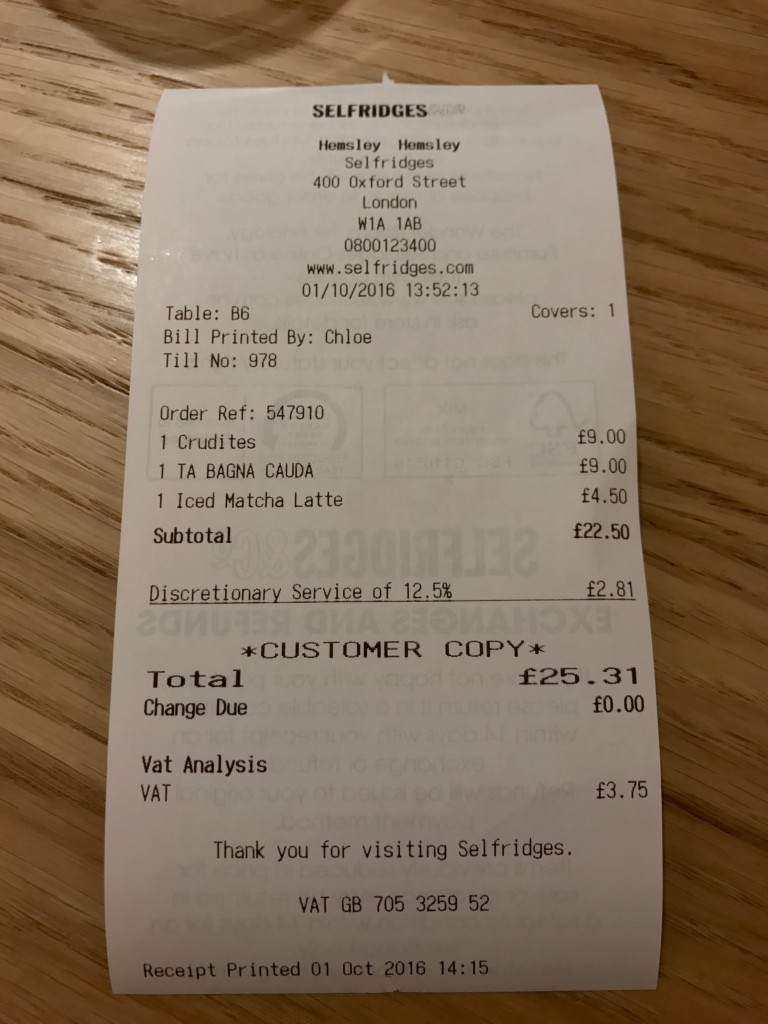 SELFRIDGES
Hemsley Hemsley
Selfridges
400 Oxford Street
London
W1A 1AB
0800123400
www.selfridges.com
01/10/2016 13:52:13
Table: B6 Covers: 1
Bill Printed By: Chloe
Till No: 978
Order Ref: 547910
1 Crudites £9.00
1 TA BAGNA CAUDA £9.00
1 Iced Matcha Latte £4.50
Subtotal £22.50
Discretionary Service of 12.5% £2.81
*CUSTOMER COPY*
Total £25.31
Change Due £0.00
Vat Analysis
VAT £3.75
Thank you for visiting Selfridges.
VAT GB 705 3259 52
Receipt Printed 01 Oct 2016 14:15